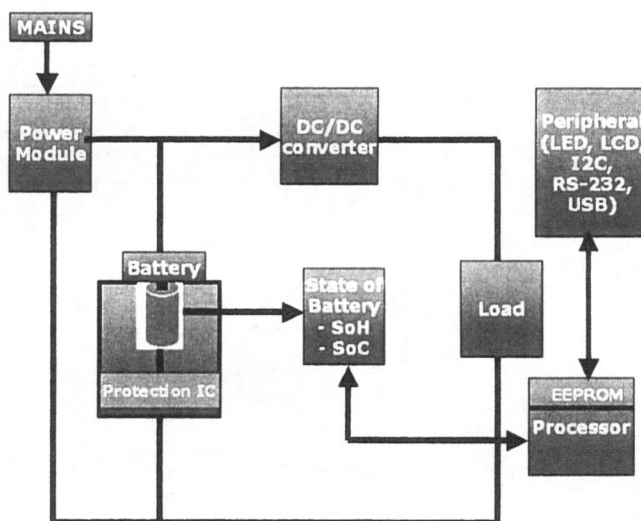 MAINS
Power
Module
DC/DC
converter
Peripheral
(LED, LCD,
I2C,
RS-232,
USB)
Battery
State of
Battery
- SoH
- SoC
Load
Protection IC
EEPROM
Processor